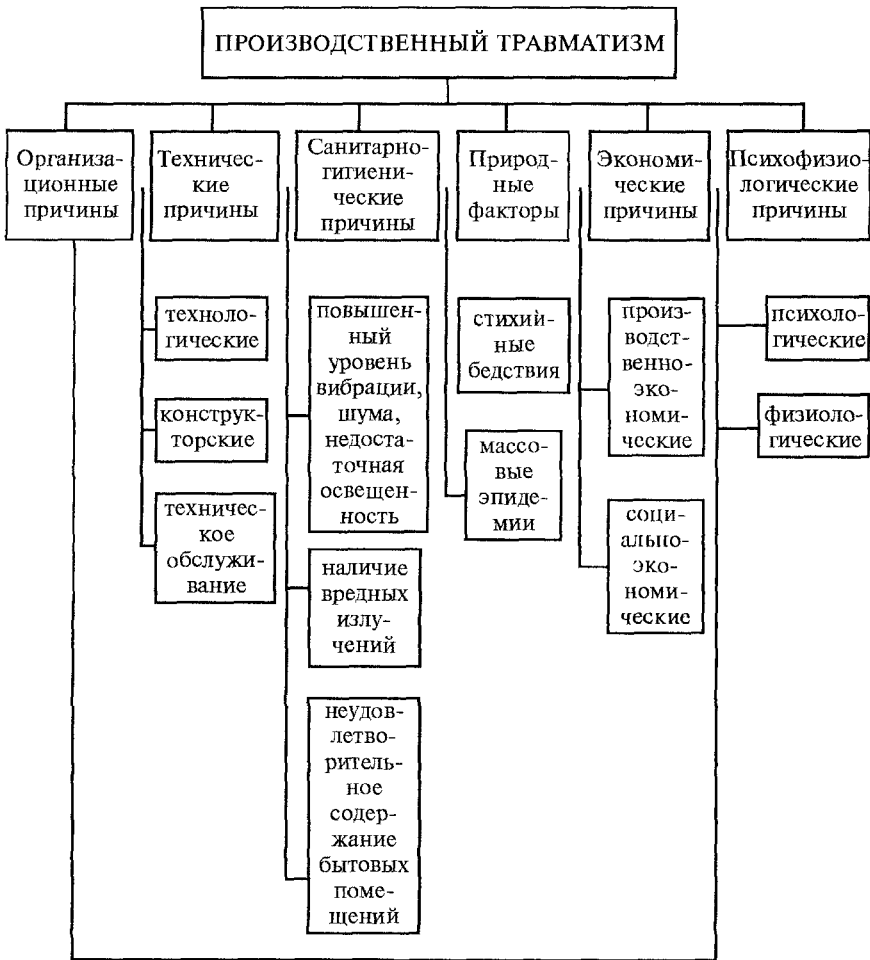 ПРОИЗВОДСТВЕННЫЙ ТРАВМАТИЗМ
Организа-
ционные
причины
Техничес-
кие
причины
Санитарно-
гигиени-
ческие
причины
Природ-
ные
факторы
Эконо-
мические
причины
Психофизио-
логические
причины
техноло-
гические
конструк-
торские
техничес-
кое
обслужи-
вание
повышен-
ный
уровень
вибрации,
шума,
недоста-
точная
освещен-
ность
наличие
вредных
излу-
чений
неудов-
летво-
ритель-
ное
содер-
жание
бытовых
поме-
щений
стихий-
ные
бедствия
массо-
вые
эпиде-
мии
произ-
водст-
венно-
эко-
номи-
ческие
соци-
ально-
эко-
номи-
ческие
психоло-
гические
физиоло-
гические